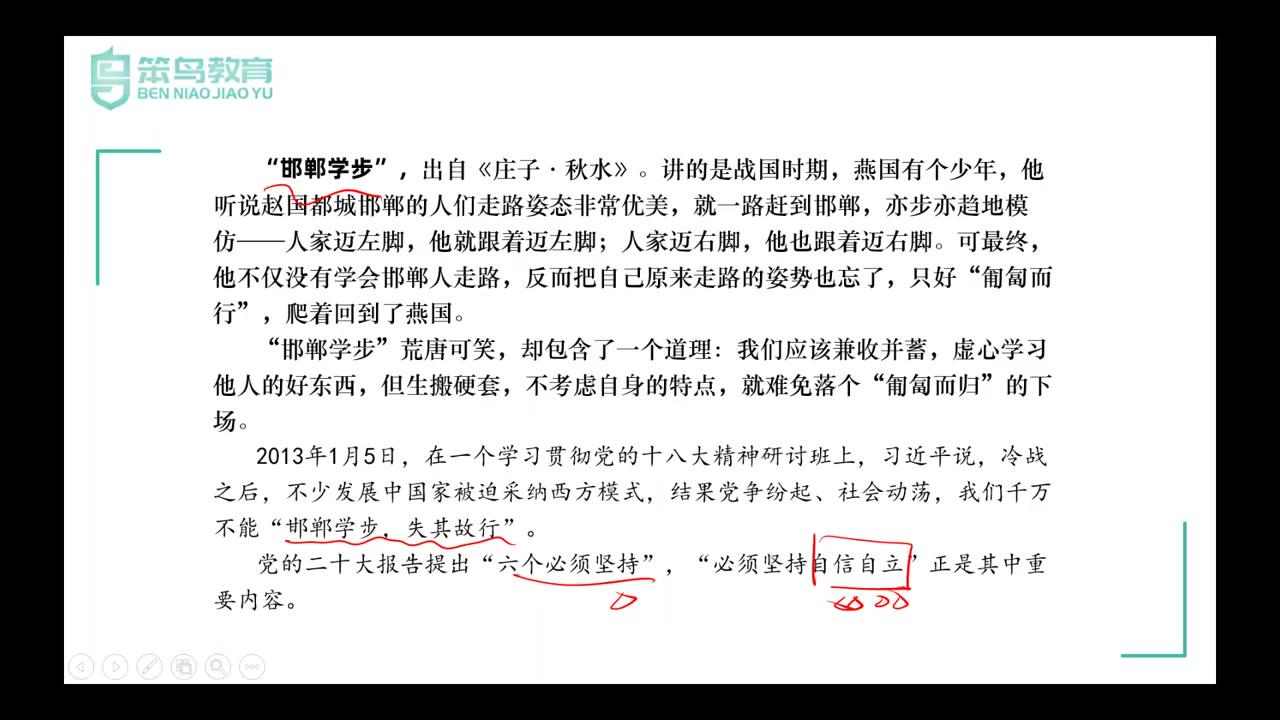 笨鸟教育
BEN NIAO JIAO YU
“邯郸学步”，出自《庄子·秋水》。讲的是战国时期，燕国有个少年，他
听说赵国都城邯郸的人们走路姿态非常优美，就一路赶到邯郸，亦步亦趋地模
仿——人家迈左脚，他就跟着迈左脚；人家迈右脚，他也跟着迈右脚。可最终，
他不仅没有学会邯郸人走路，反而把自己原来走路的姿势也忘了，只好“匍匐而
行”，爬着回到了燕国。
“邯郸学步”荒唐可笑，却包含了一个道理：我们应该兼收并蓄，虚心学习
他人的好东西，但生搬硬套，不考虑自身的特点，就难免落个“匍匐而归”的下
场。
2013年1月5日，在一个学习贯彻党的十八大精神研讨班上，习近平说，冷战
之后，不少发展中国家被迫采纳西方模式，结果党争纷起、社会动荡，我们千万
不能“邯郸学步，失其故行”。
党的二十大报告提出“六个必须坚持”，“必须坚持自信自立”正是其中重
要内容。